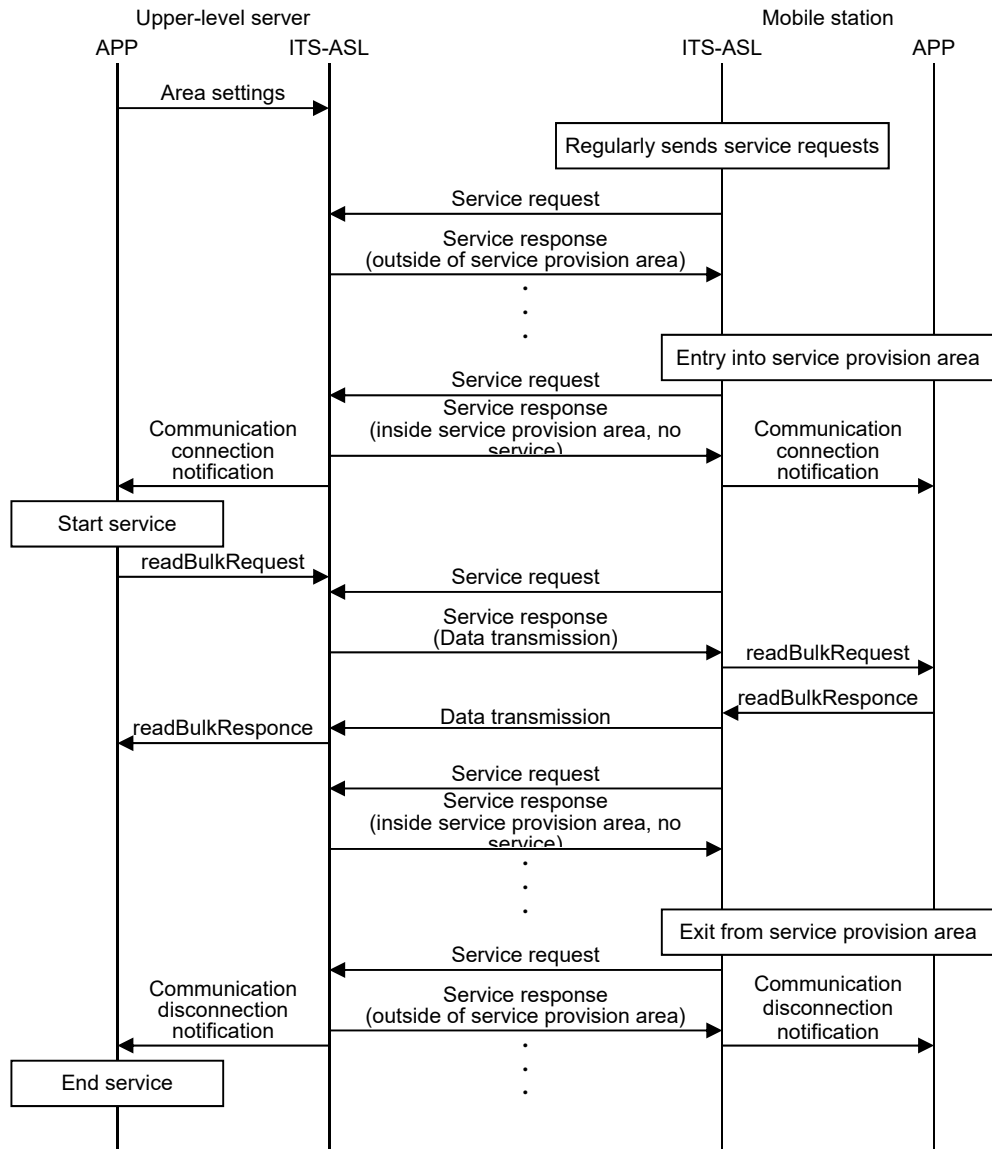 Upper-level server
Mobile station
APP
ITS-ASL
ITS-ASL
APP
Area settings
Regularly sends service requests
Service request
Service response
(outside of service provision area)
Entry into service provision area
Service request
Service response
(inside service provision area, no
service)
Communication
connection
notification
Communication
connection
notification
Start service
readBulkRequest
Service request
Service response
(Data transmission)
readBulkRequest
readBulkResponce
Data transmission
readBulkResponce
Service request
Service response
(inside service provision area, no
service)
Exit from service provision area
Service request
Service response
(outside of service provision area)
Communication
disconnection
notification
Communication
disconnection
notification
End service